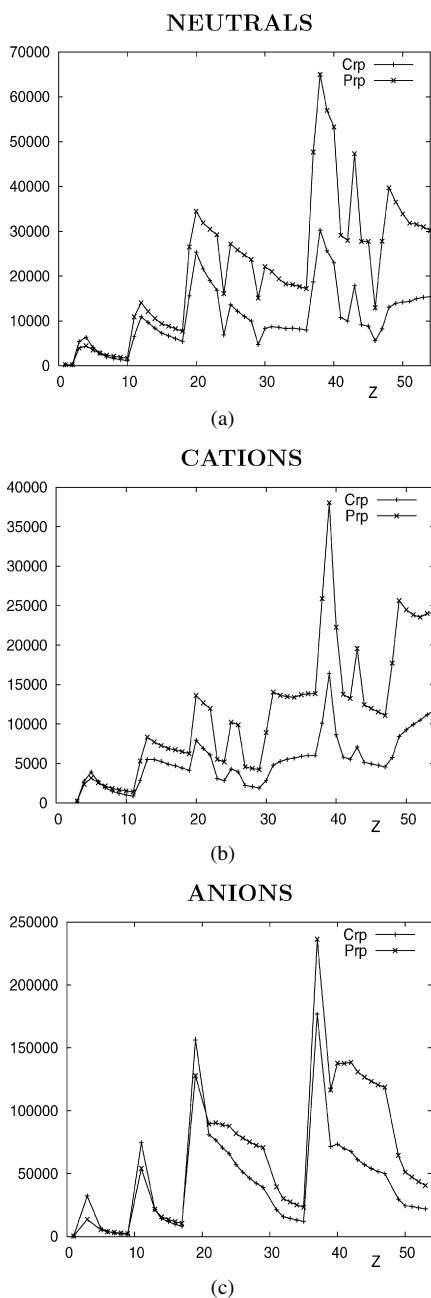 NEUTRALS
70000
60000
50000
40000
30000
20000
10000
0
Crp
Prp
0 10 20 30 40 50
Z
(a)
CATIONS
40000
35000
30000
25000
20000
15000
10000
5000
0
Crp
Prp
0 10 20 30 40 50
Z
(b)
ANIONS
250000
200000
150000
100000
50000
0
Crp
Prp
0 10 20 30 40 50
Z
(c)